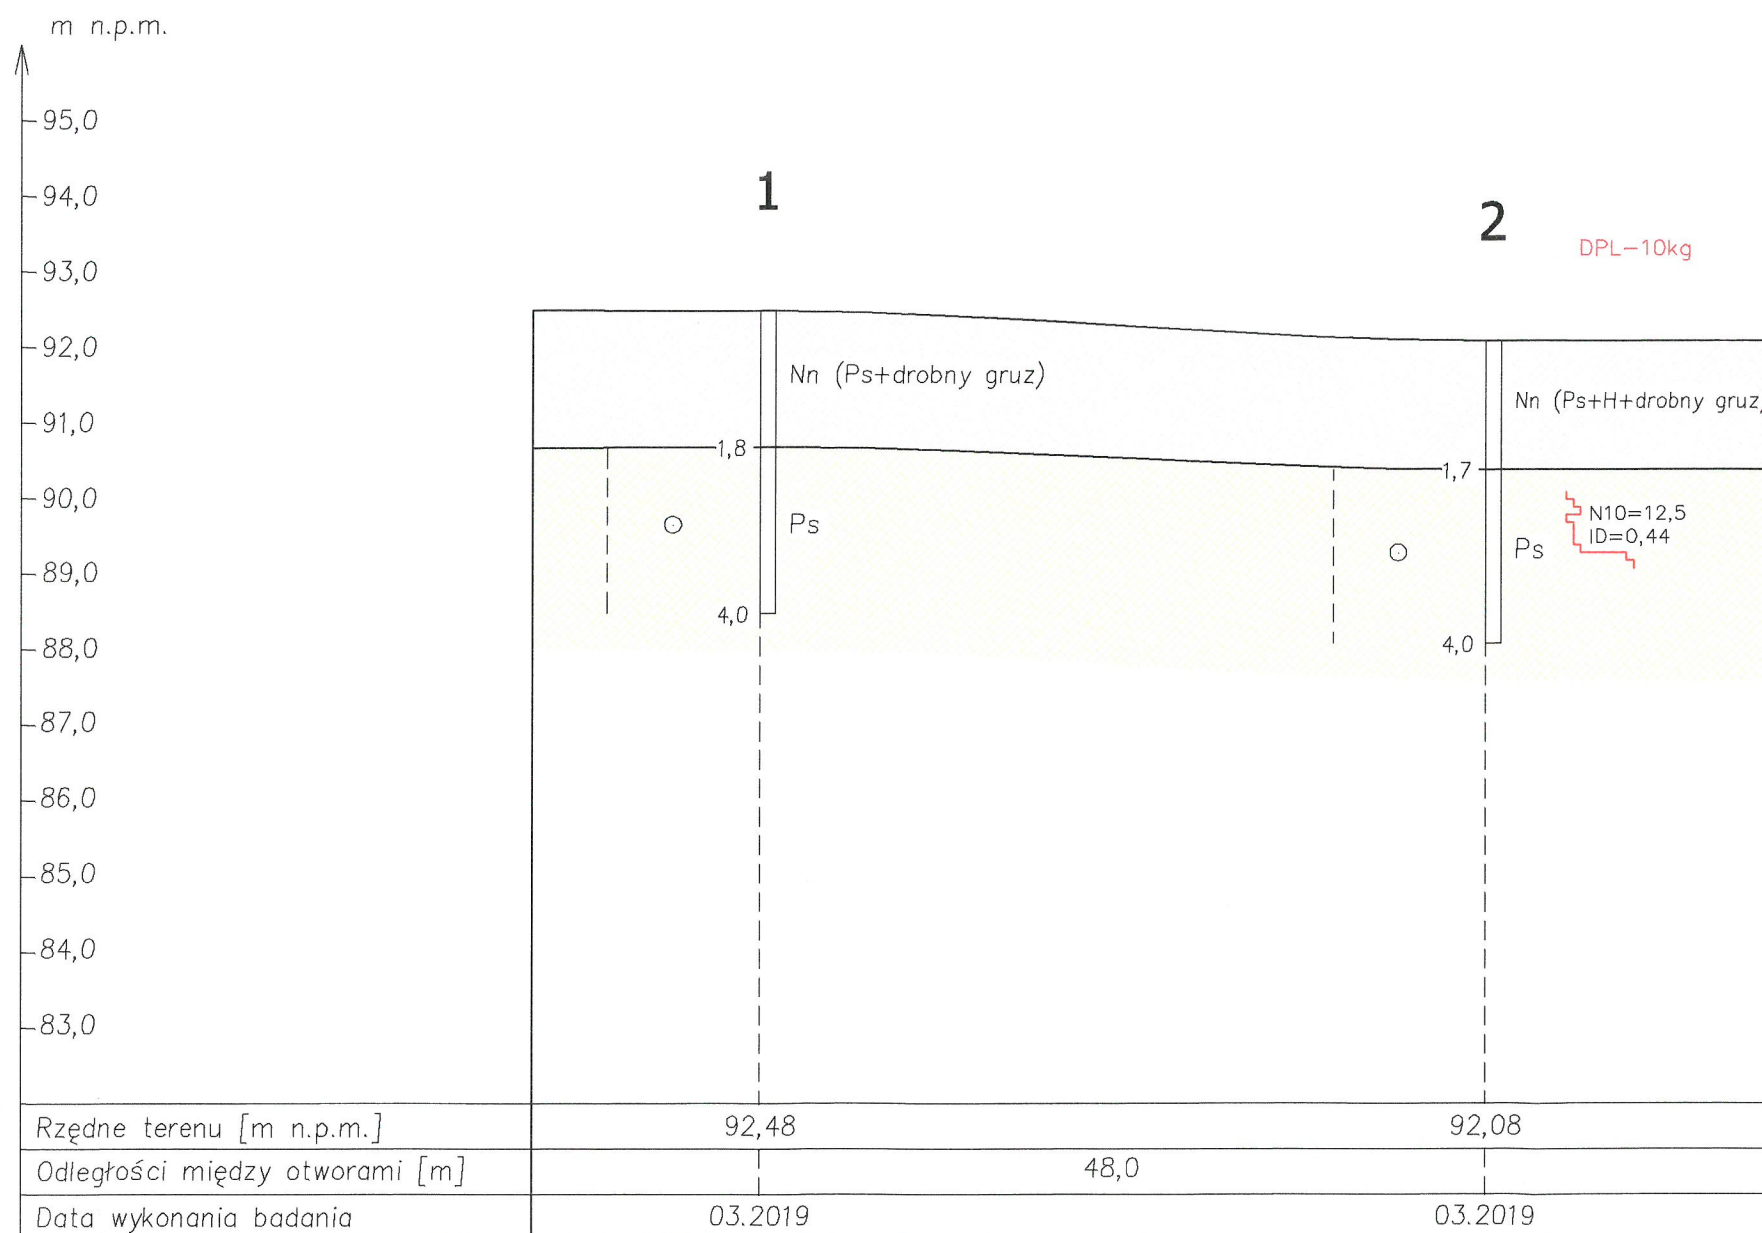 m n.p.m.
95,0
94,0
93,0
92,0
91,0
90,0
89,0
88,0
87,0
86,0
85,0
84,0
83,0
1
2
DPL-10kg
Nn (Ps+drobny gruz)
Nn (Ps+H+drobny gruz)
1,8
1,7
Ps
N10=12,5
ID=0,44
Ps
4,0
4,0
Rzędne terenu [m n.p.m.] 92,48 92,08
Odległości między otworami [m] 48,0
Data wykonania badania 03.2019 03.2019